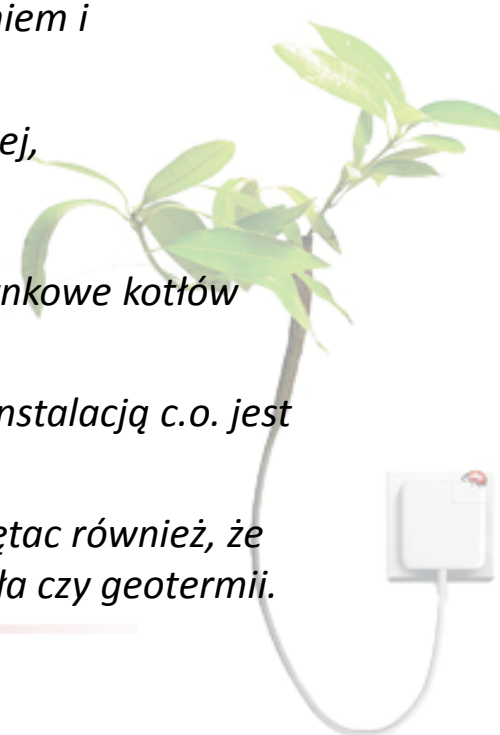 niem i
ej,
nkowe kotłów
nstalacją c.o. jest
ętac również, że
ła czy geotermii.